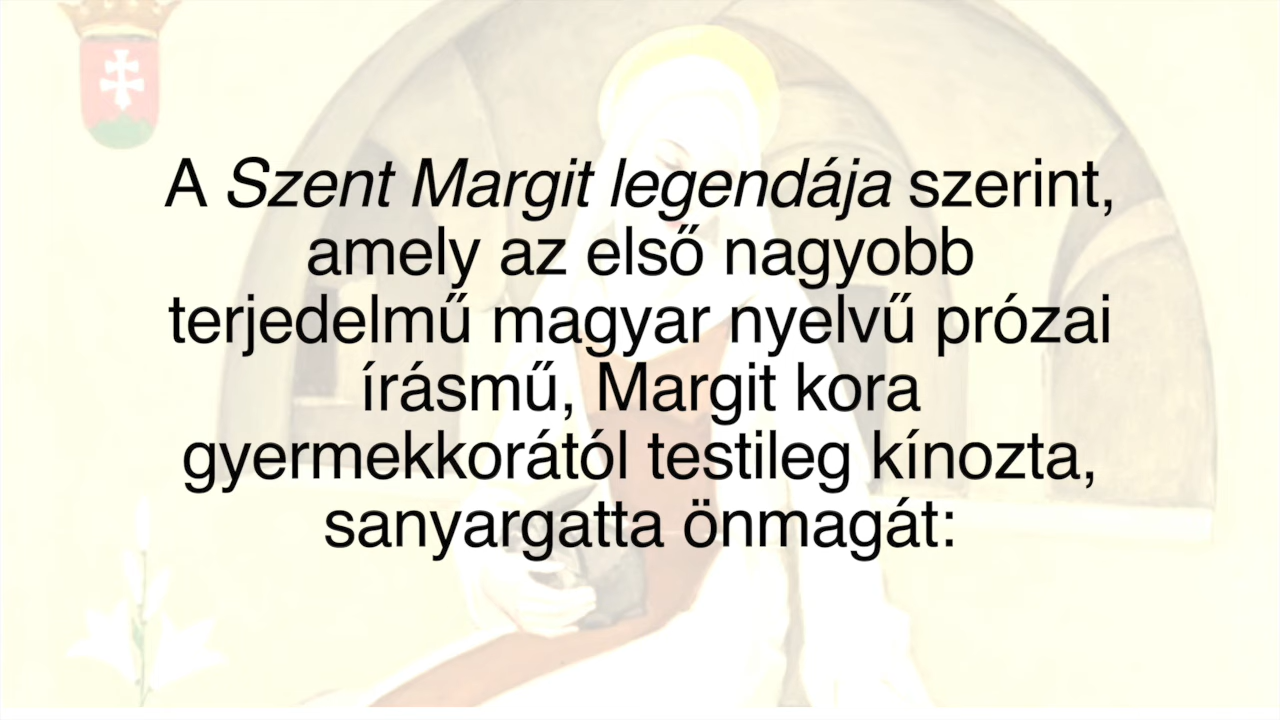 A Szent Margit legendája szerint,
amely az első nagyobb
terjedelmű magyar nyelvű prózai
írásmű, Margit kora
gyermekkorától testileg kínozta,
sanyargatta önmagát: